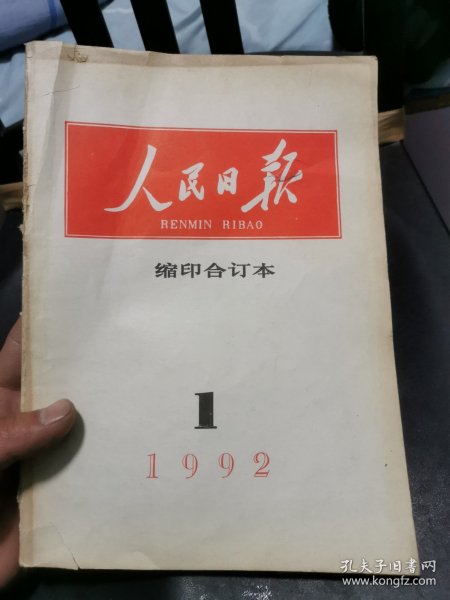 人民日报
RENMIN RIBAO
缩印合订本
1
1992
孔夫子旧书网
www.kongfz.com